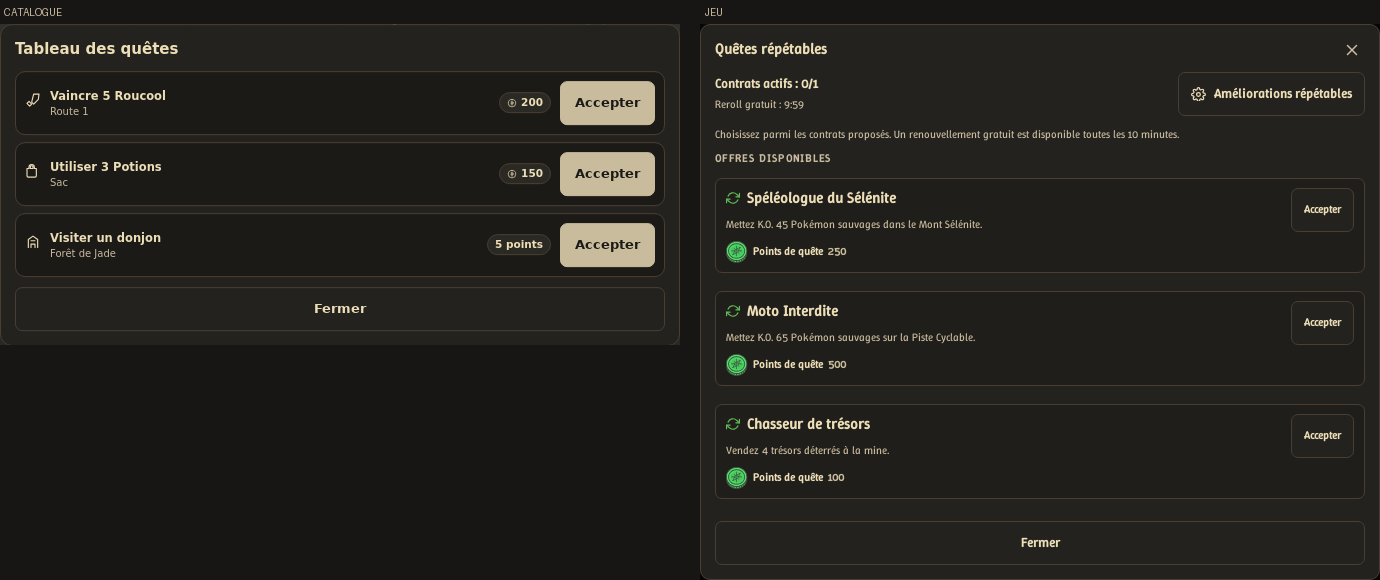 CATALOGUE
Tableau des quêtes
Vaincre 5 Roucool
Route 1
200
Accepter
Utiliser 3 Potions
Sac
150
Accepter
Visiter un donjon
Forêt de Jade
5 points
Accepter
Fermer
JEU
Quêtes répétables
Contrats actifs : 0/1
Reroll gratuit : 9:59
Améliorations répétables
Choisissez parmi les contrats proposés. Un renouvellement gratuit est disponible toutes les 10 minutes.
OFFRES DISPONIBLES
Spéléologue du Sélénite
Mettez K.O. 45 Pokémon sauvages dans le Mont Sélénite.
Points de quête 250
Accepter
Moto Interdite
Mettez K.O. 65 Pokémon sauvages sur la Piste Cyclable.
Points de quête 500
Accepter
Chasseur de trésors
Vendez 4 trésors déterrés à la mine.
Points de quête 100
Accepter
Fermer